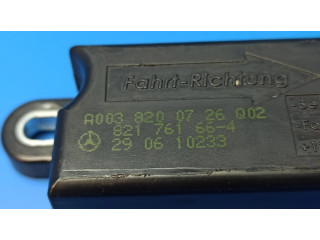 Fahrt-Richtung
A003 820 07 26 Q02
821 761 66-4
29 06 10233